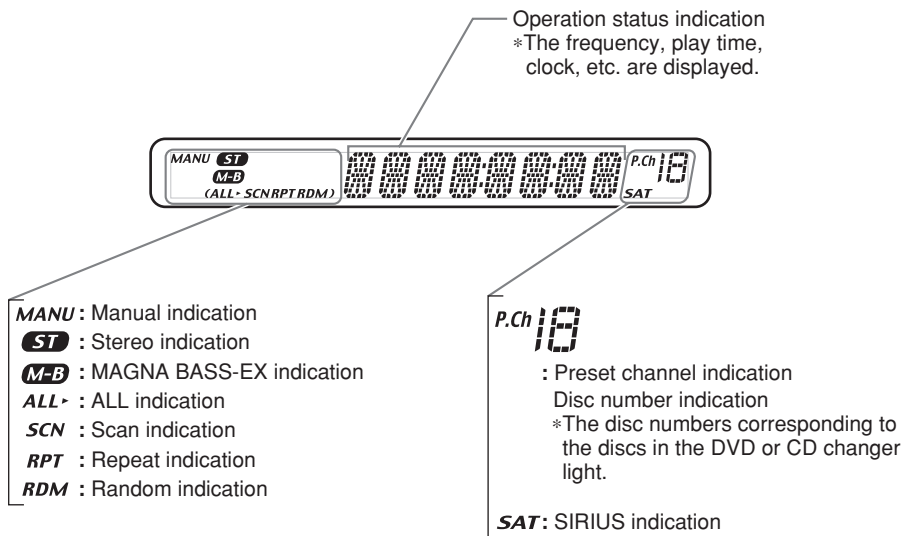 Operation status indication
*The frequency, play time,
clock, etc. are displayed.
MANU ST
M-B
(ALL▸ SCN RPT RDM)
P.Ch 18
SAT
MANU : Manual indication
ST : Stereo indication
M-B : MAGNA BASS-EX indication
ALL▸ : ALL indication
SCN : Scan indication
RPT : Repeat indication
RDM : Random indication
P.Ch 18
: Preset channel indication
Disc number indication
*The disc numbers corresponding to
the discs in the DVD or CD changer
light.
SAT : SIRIUS indication